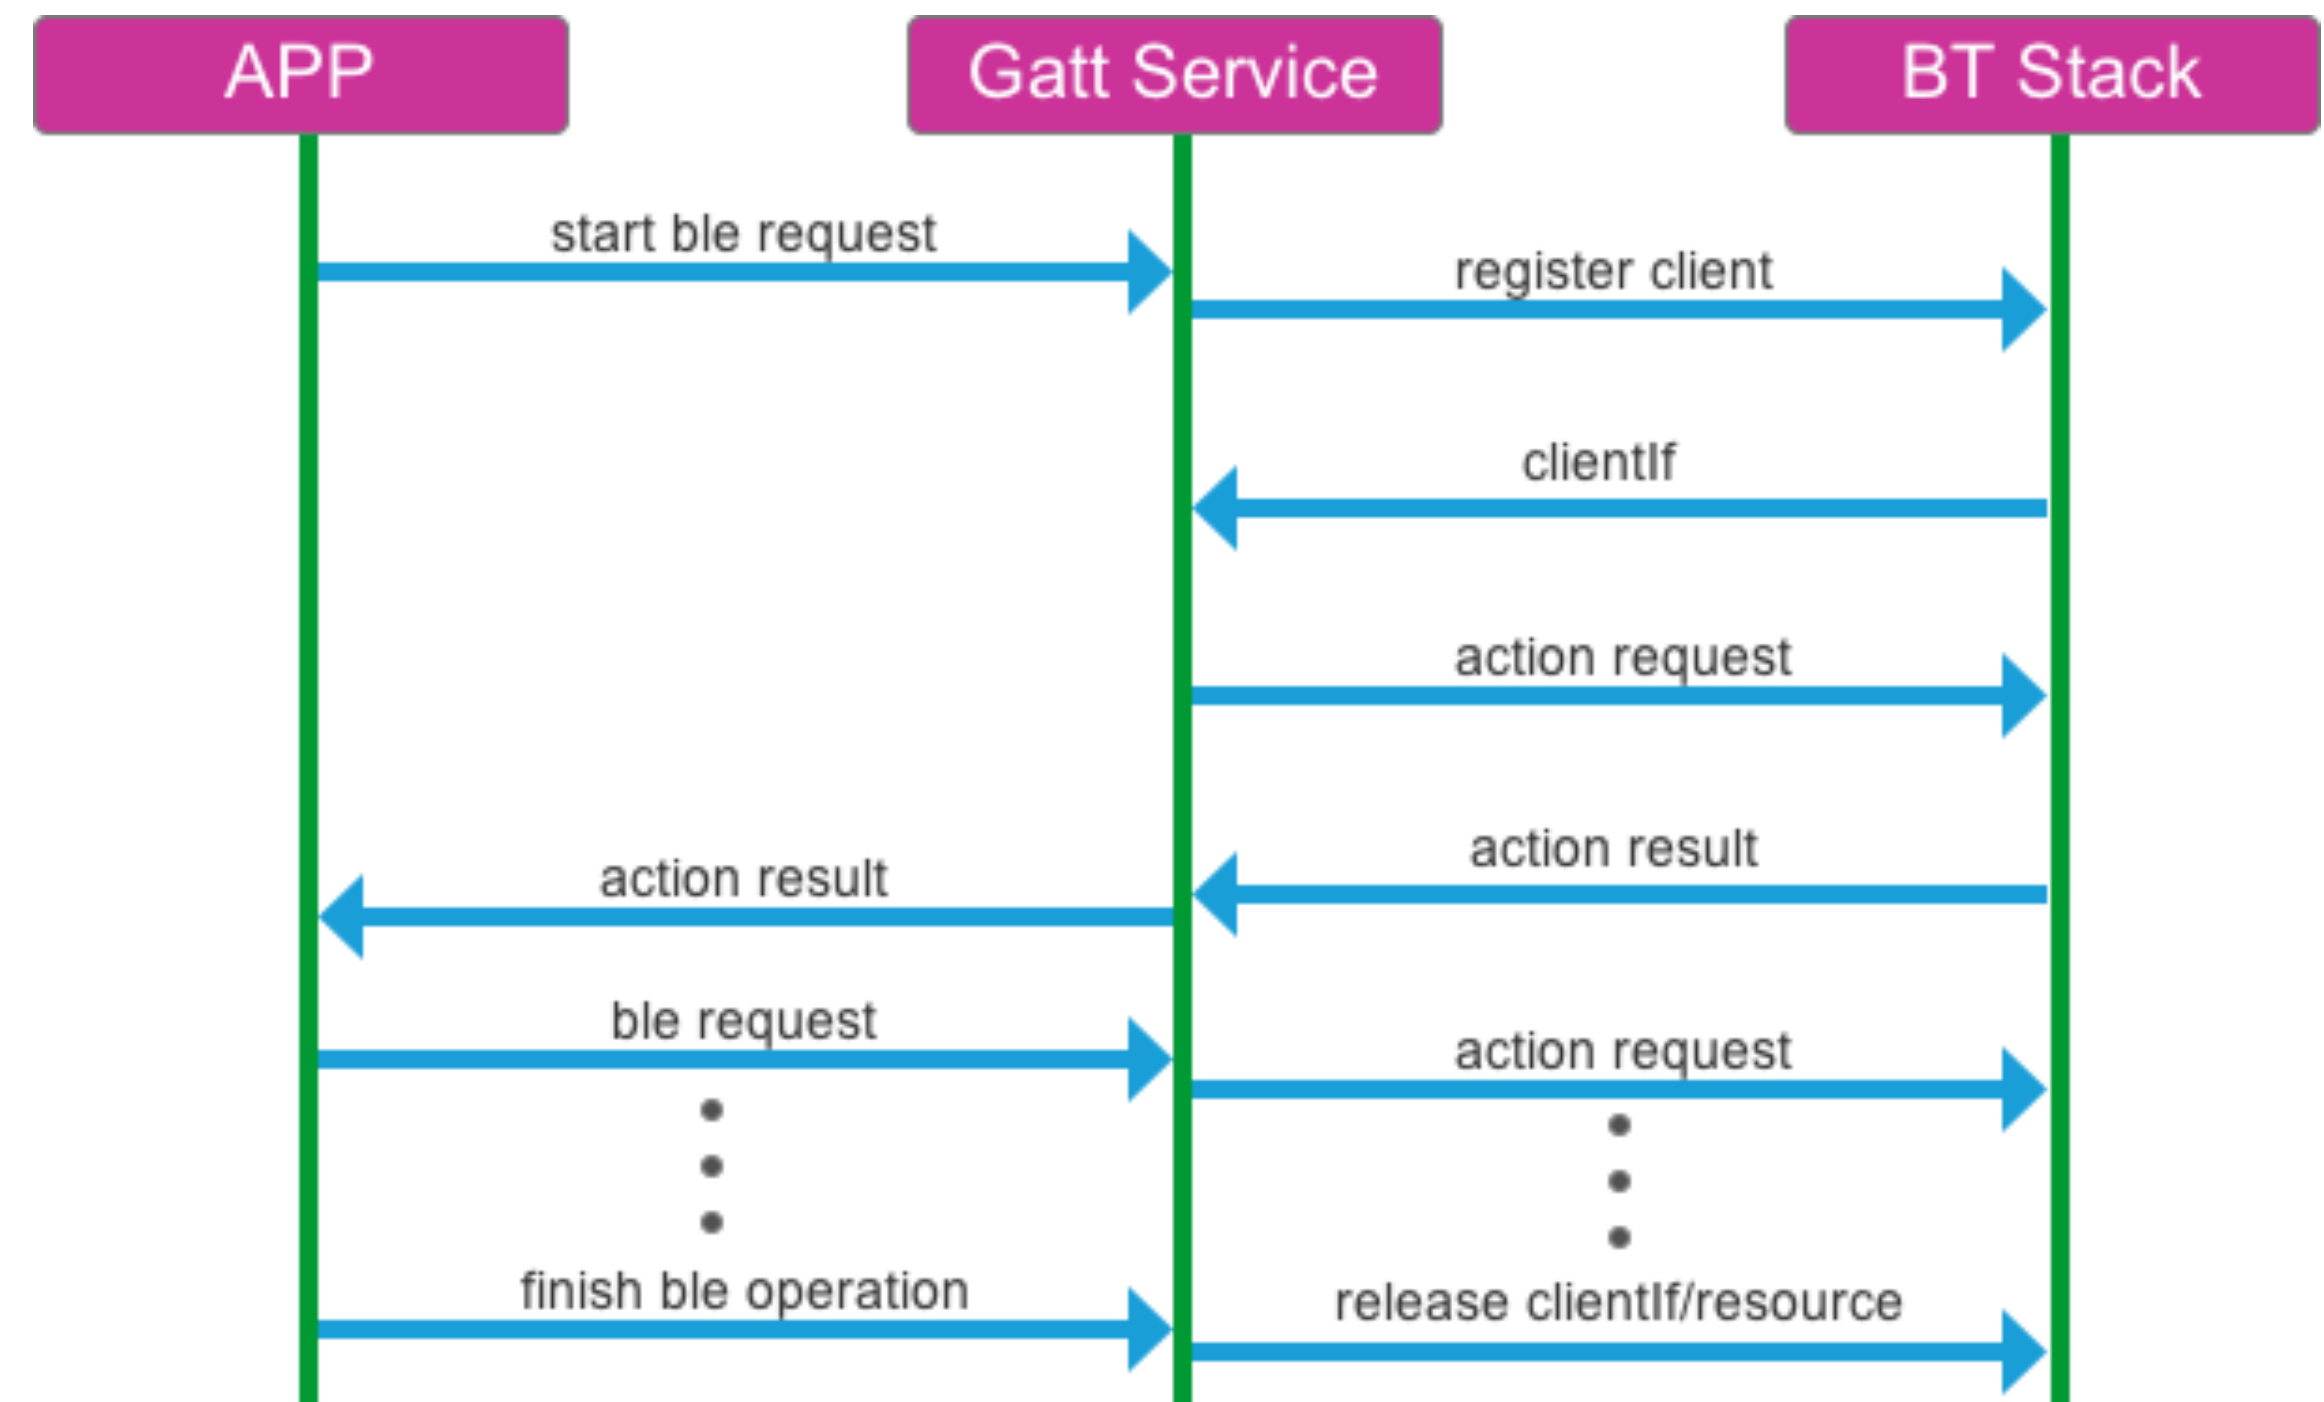 APP
Gatt Service
BT Stack
start ble request
register client
clientIf
action request
action result
action result
ble request
action request
finish ble operation
release clientIf/resource